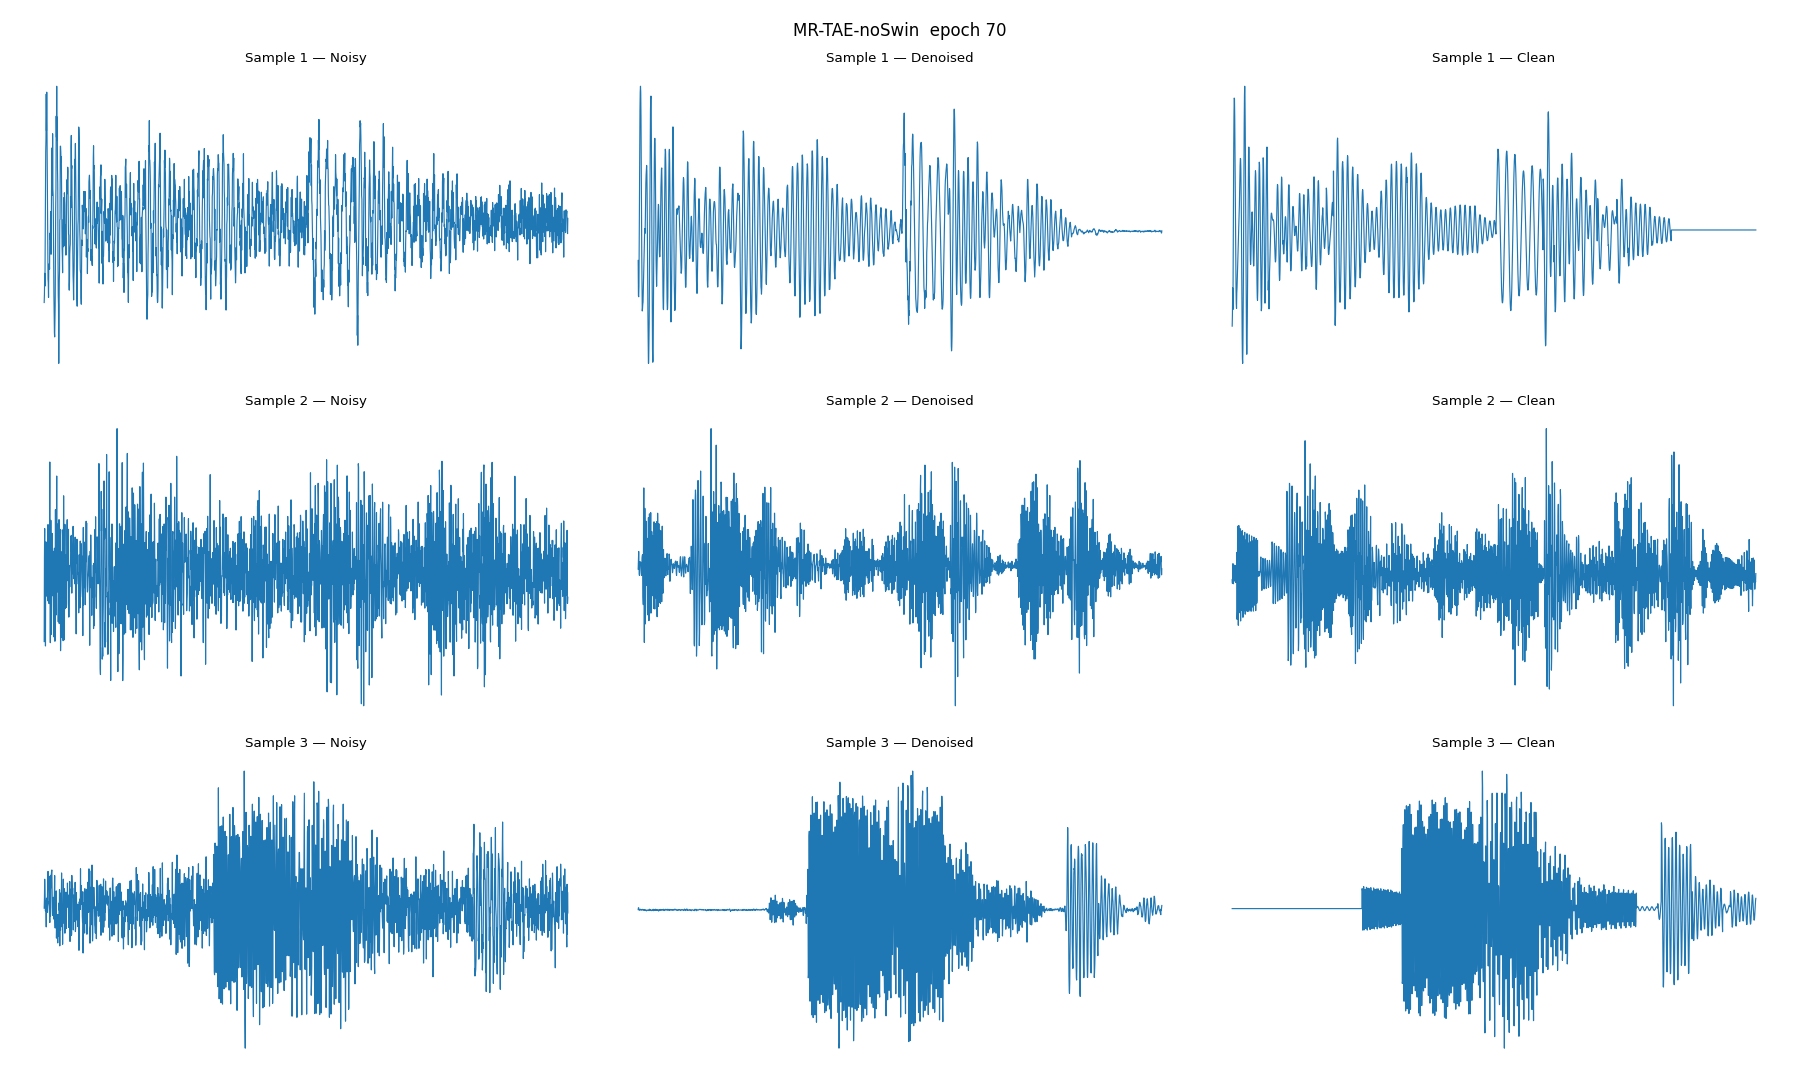 MR-TAE-noSwin  epoch 70
Sample 1 — Noisy
Sample 1 — Denoised
Sample 1 — Clean
Sample 2 — Noisy
Sample 2 — Denoised
Sample 2 — Clean
Sample 3 — Noisy
Sample 3 — Denoised
Sample 3 — Clean